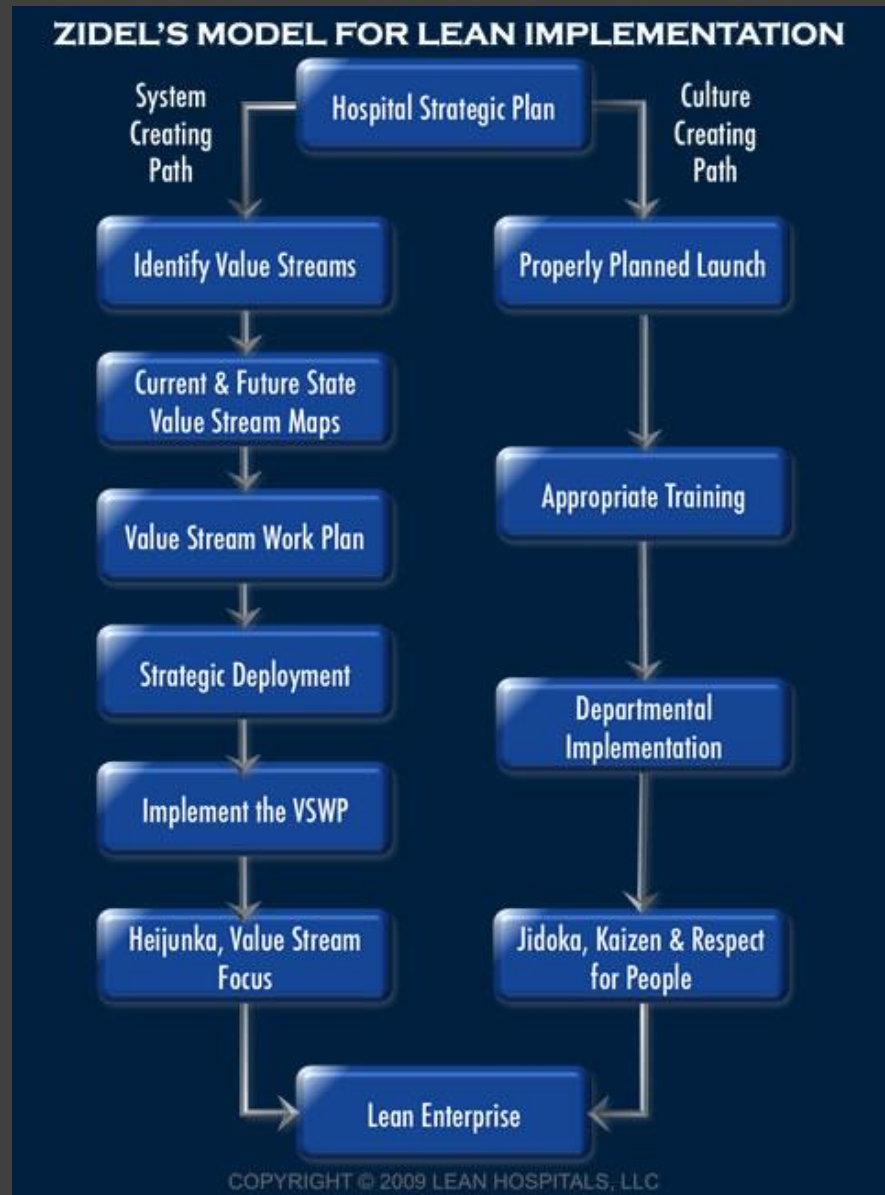 ZIDEL'S MODEL FOR LEAN IMPLEMENTATION
System
Creating
Path
Hospital Strategic Plan
Culture
Creating
Path
Identify Value Streams
Properly Planned Launch
Current & Future State
Value Stream Maps
Appropriate Training
Value Stream Work Plan
Strategic Deployment
Departmental
Implementation
Implement the VSWP
Heijunka, Value Stream
Focus
Jidoka, Kaizen & Respect
for People
Lean Enterprise
COPYRIGHT © 2009 LEAN HOSPITALS, LLC